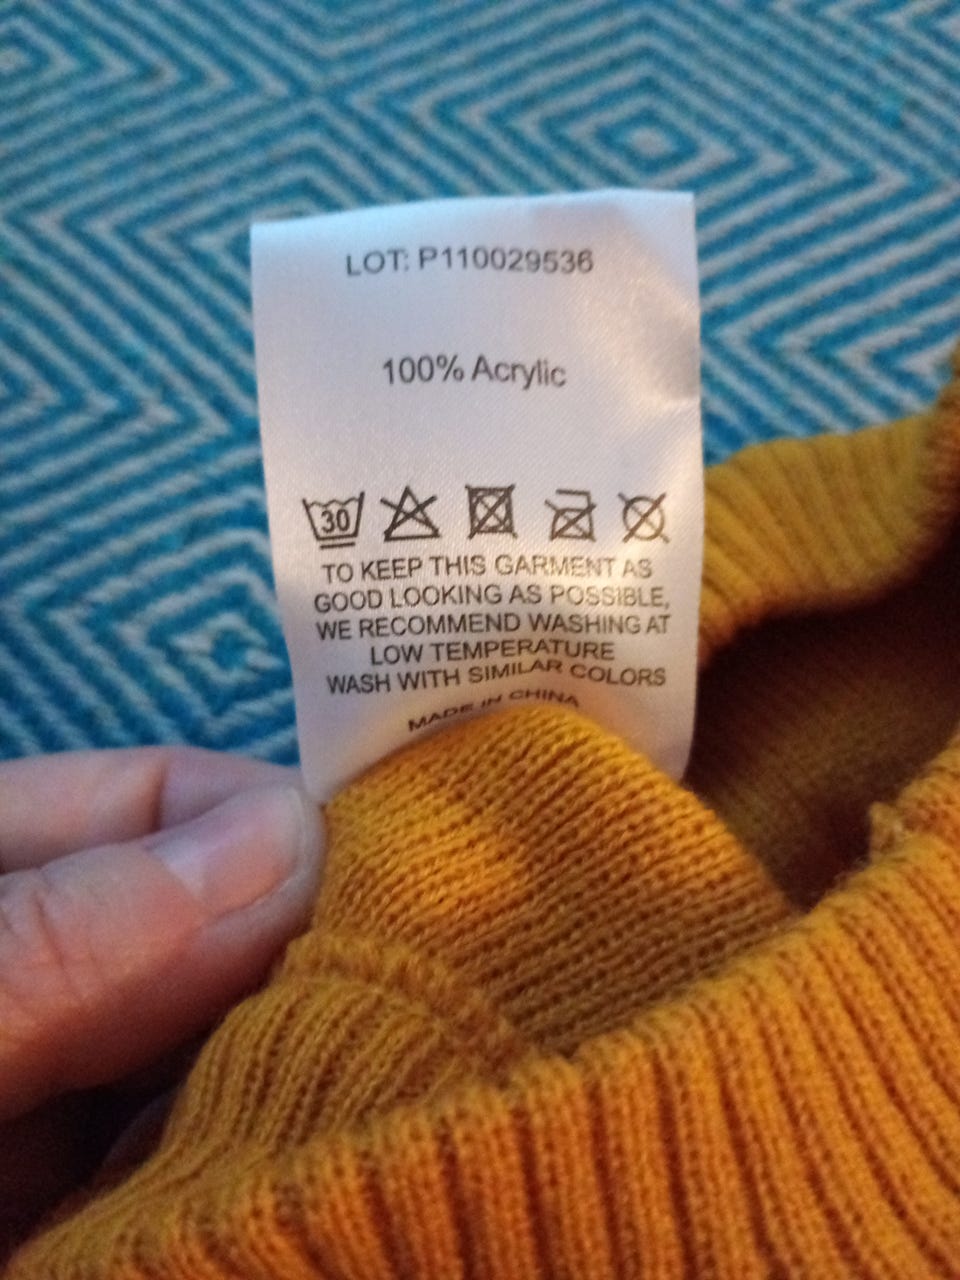 LOT: P110029536
100% Acrylic
30
TO KEEP THIS GARMENT AS
GOOD LOOKING AS POSSIBLE,
WE RECOMMEND WASHING AT
LOW TEMPERATURE
WASH WITH SIMILAR COLORS
MADE IN CHINA